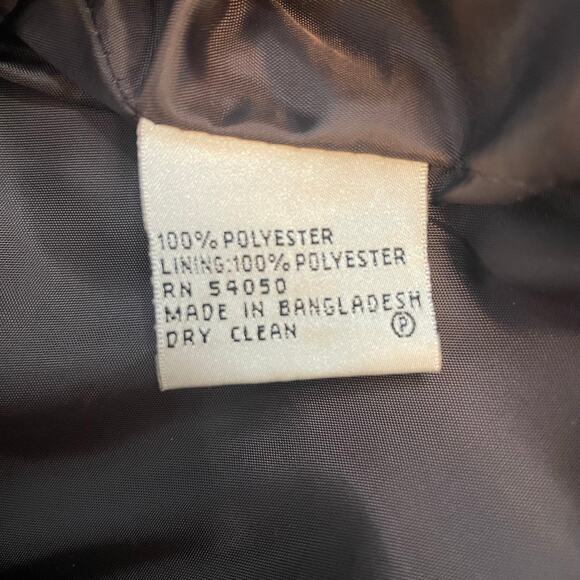 100% POLYESTER
LINING:100% POLYESTER
RN 54050
MADE IN BANGLADESH
DRY CLEAN Ⓟ